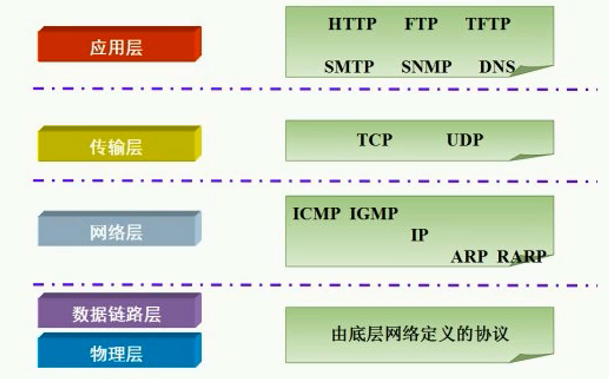 应用层
HTTP FTP TFTP
SMTP SNMP DNS
传输层
TCP UDP
网络层
ICMP IGMP
IP
ARP RARP
数据链路层
物理层
由底层网络定义的协议